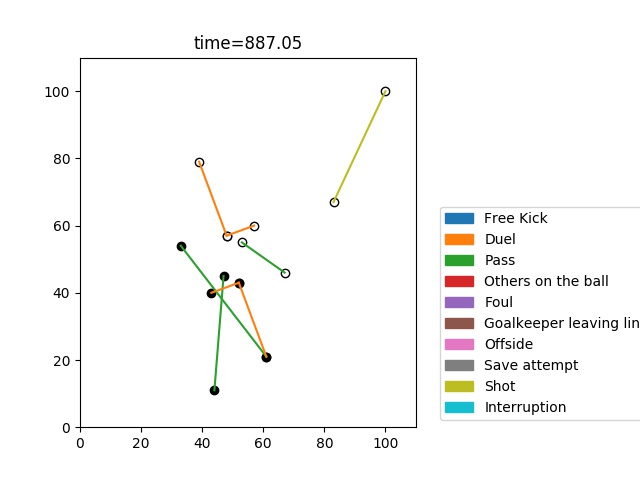 time=887.05
100
80
60
40
20
0
0 20 40 60 80 100
Free Kick
Duel
Pass
Others on the ball
Foul
Goalkeeper leaving lin
Offside
Save attempt
Shot
Interruption